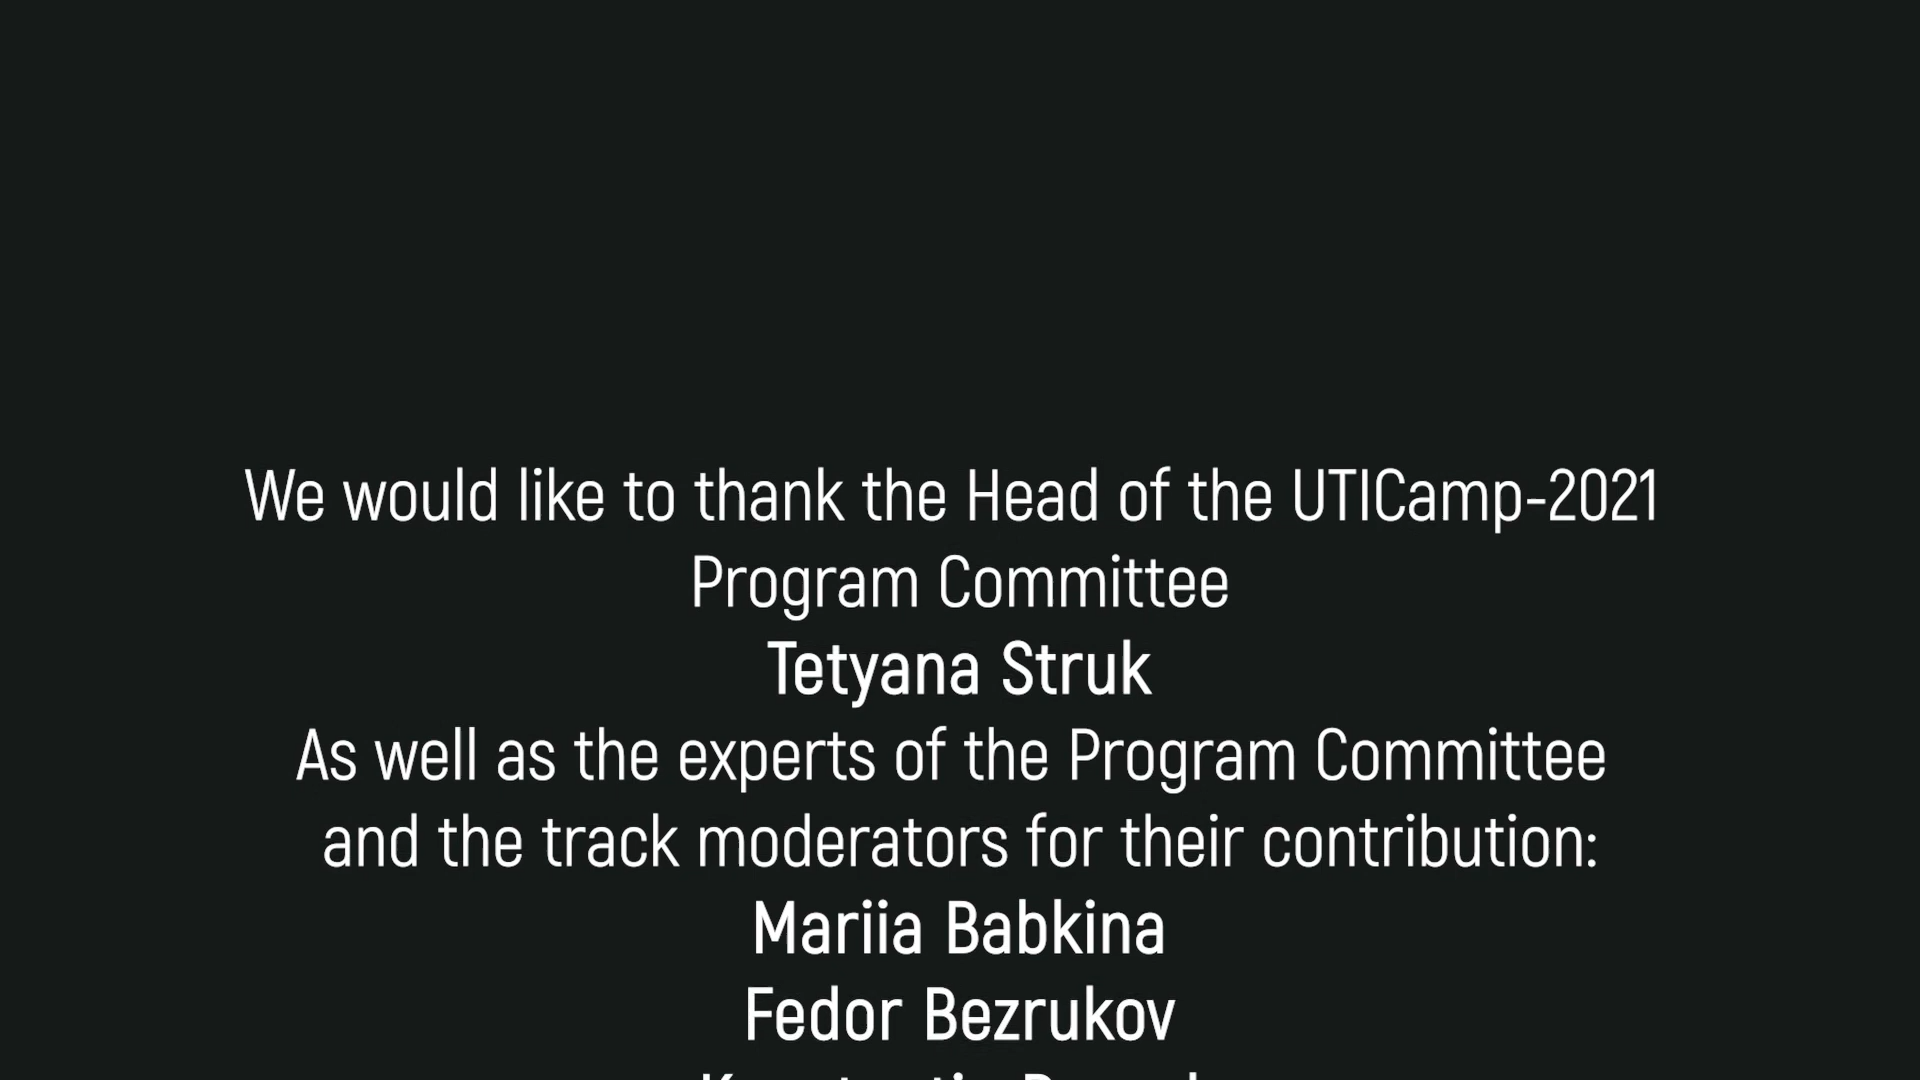 We would like to thank the Head of the UTICamp-2021
Program Committee
Tetyana Struk
As well as the experts of the Program Committee
and the track moderators for their contribution:
Mariia Babkina
Fedor Bezrukov